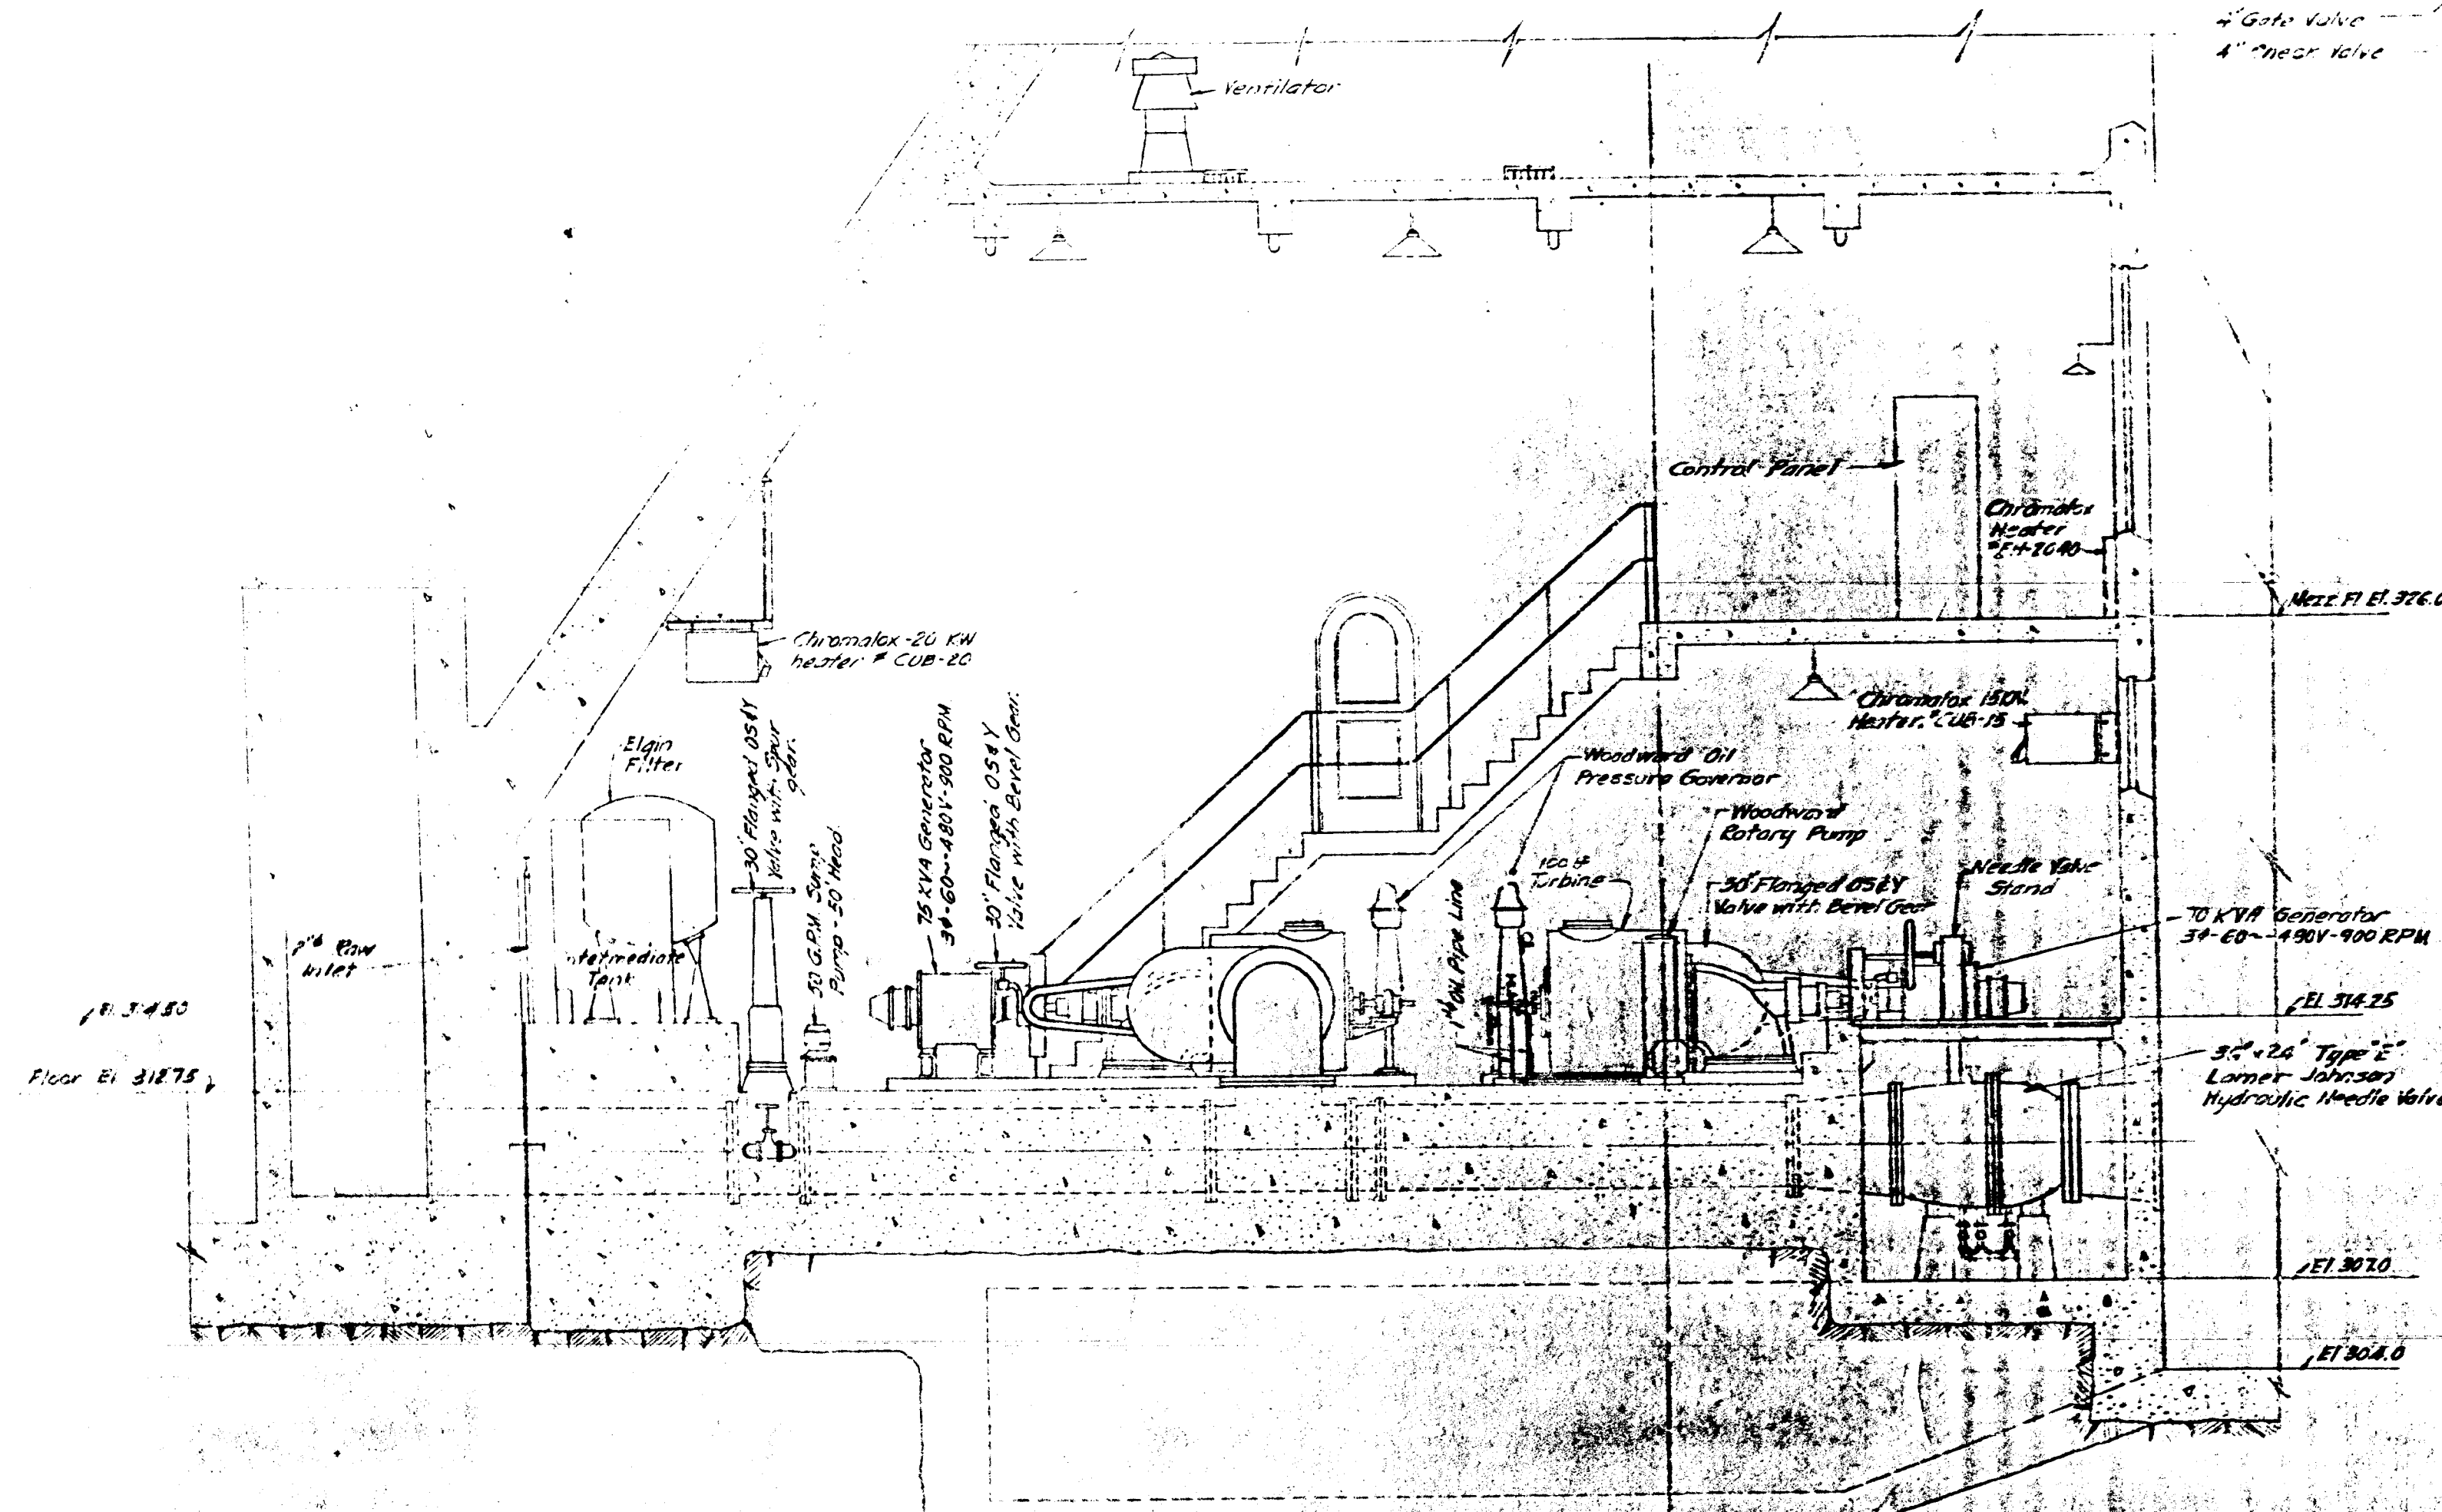 4" Gate Valve
4" Check Valve
Ventilator
Control Panel
Chromalox
Heater
Mezz. Fl. El. 326.0
Chromalox - 20 KW
heater # CUB-20
Chromalox 15KW
Heater # CUB-15
Elgin
Filter
30" Flanged OS&Y
Valve with Spur
gear.
50 G.P.M. Sump
Pump - 50' Head
75 KVA Generator
3φ-60~-480V-900 RPM
30" Flanged OS&Y
Valve with Bevel Gear.
Woodward Oil
Pressure Governor
Woodward
Rotary Pump
Turbine
30" Flanged OS&Y
Valve with Bevel Gear
Needle Valve
Stand
Oil Pipe Line
KVA Generator
3φ-60~-480V-900 RPM
Raw
Inlet
Intermediate
Tank
El. 314.50
El. 314.25
Floor El. 312.75
Type "E"
Larner Johnson
Hydraulic Needle Valve
El. 307.0
El. 304.0